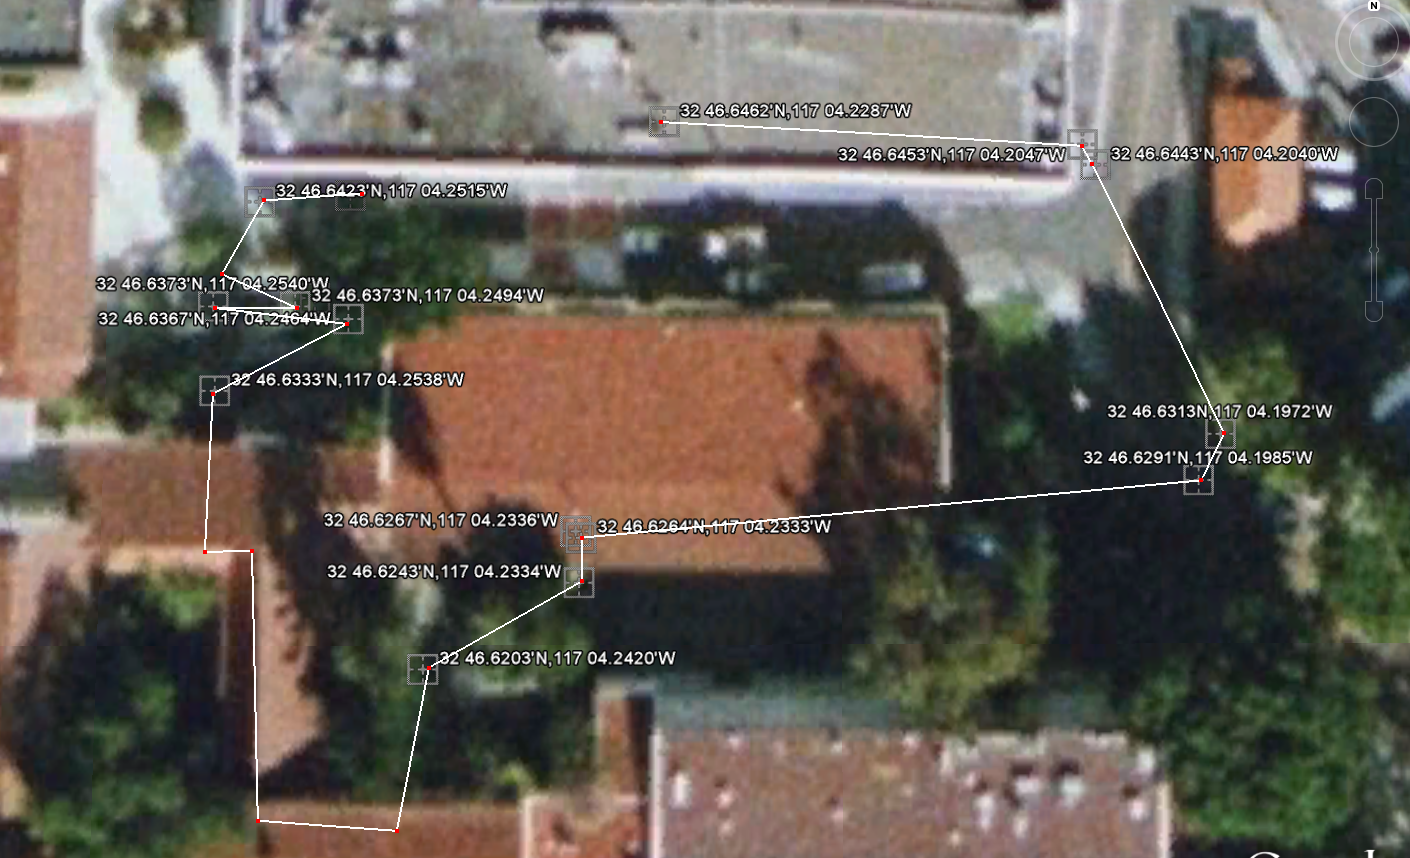 N
32 46.6462'N,117 04.2287'W
32 46.6453'N,117 04.2047'W
32 46.6443'N,117 04.2040'W
32 46.6423'N,117 04.2515'W
32 46.6373'N,117 04.2540'W
32 46.6373'N,117 04.2494'W
32 46.6367'N,117 04.2464'W
32 46.6333'N,117 04.2538'W
32 46.6313N,117 04.1972'W
32 46.6291'N,117 04.1985'W
32 46.6267'N,117 04.2336'W
32 46.6264'N,117 04.2333'W
32 46.6243'N,117 04.2334'W
32 46.6203'N,117 04.2420'W